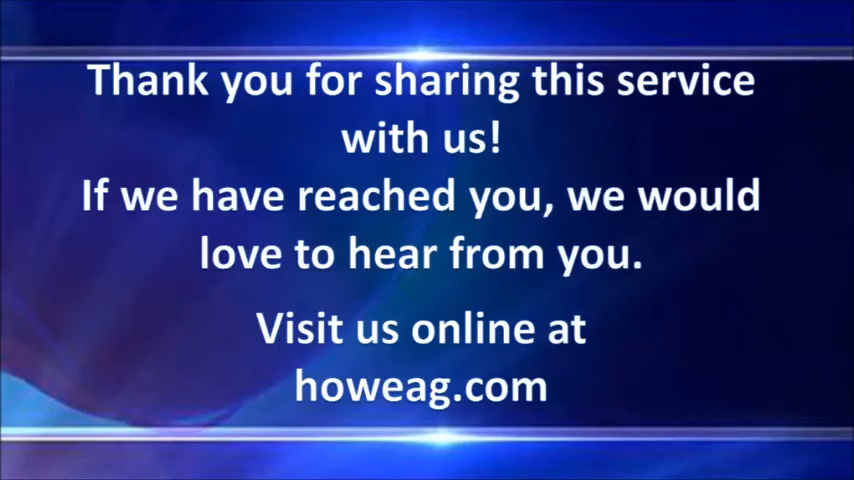 Thank you for sharing this service
with us!
If we have reached you, we would
love to hear from you.
Visit us online at
howeag.com